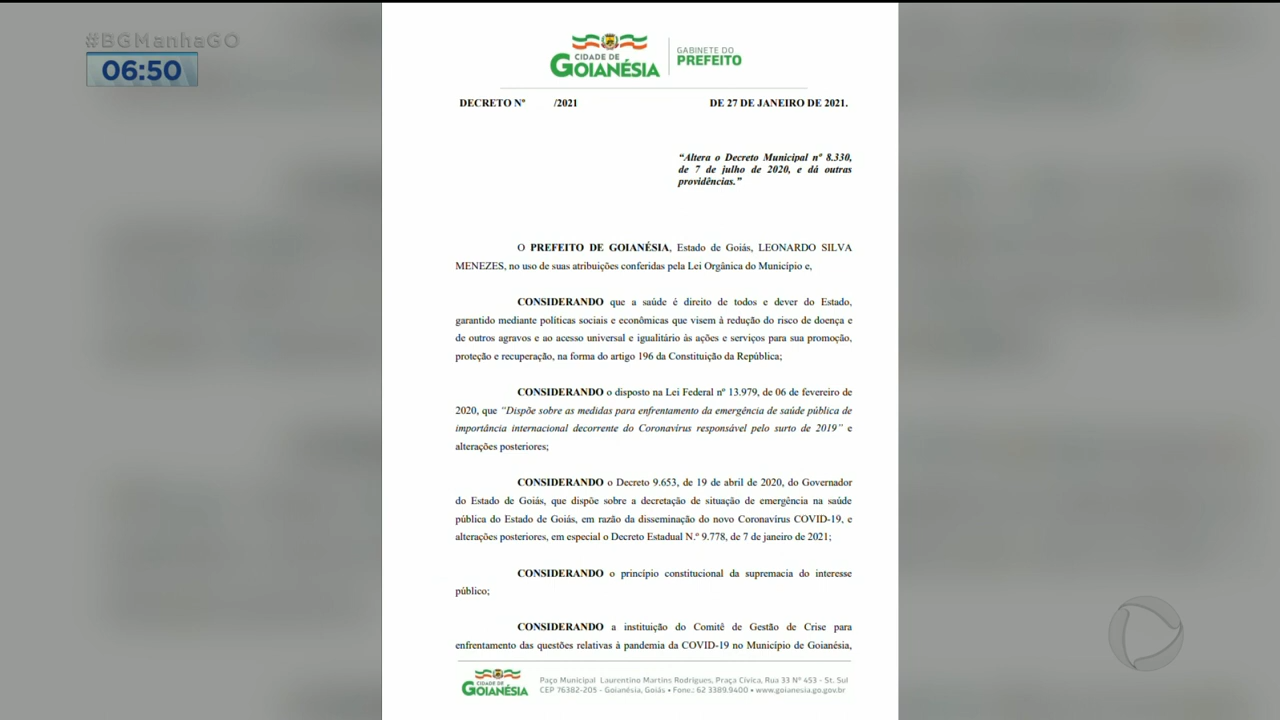 #BGManhaGO
06:50
CIDADE DE
GOIANÉSIA
GABINETE DO
PREFEITO
DECRETO Nº /2021 DE 27 DE JANEIRO DE 2021.
“Altera o Decreto Municipal nº 8.330,
de 7 de julho de 2020, e dá outras
providências.”
O PREFEITO DE GOIANÉSIA, Estado de Goiás, LEONARDO SILVA
MENEZES, no uso de suas atribuições conferidas pela Lei Orgânica do Município e,
CONSIDERANDO que a saúde é direito de todos e dever do Estado,
garantido mediante políticas sociais e econômicas que visem à redução do risco de doença e
de outros agravos e ao acesso universal e igualitário às ações e serviços para sua promoção,
proteção e recuperação, na forma do artigo 196 da Constituição da República;
CONSIDERANDO o disposto na Lei Federal nº 13.979, de 06 de fevereiro de
2020, que “Dispõe sobre as medidas para enfrentamento da emergência de saúde pública de
importância internacional decorrente do Coronavírus responsável pelo surto de 2019” e
alterações posteriores;
CONSIDERANDO o Decreto 9.653, de 19 de abril de 2020, do Governador
do Estado de Goiás, que dispõe sobre a decretação de situação de emergência na saúde
pública do Estado de Goiás, em razão da disseminação do novo Coronavírus COVID-19, e
alterações posteriores, em especial o Decreto Estadual N.º 9.778, de 7 de janeiro de 2021;
CONSIDERANDO o princípio constitucional da supremacia do interesse
público;
CONSIDERANDO a instituição do Comitê de Gestão de Crise para
enfrentamento das questões relativas à pandemia da COVID-19 no Município de Goianésia,
CIDADE DE
GOIANÉSIA
Paço Municipal Laurentino Martins Rodrigues, Praça Cívica, Rua 33 Nº 453 - St. Sul
CEP 76382-205 - Goianésia, Goiás • Fone.: 62 3389.9400 • www.goianesia.go.gov.br